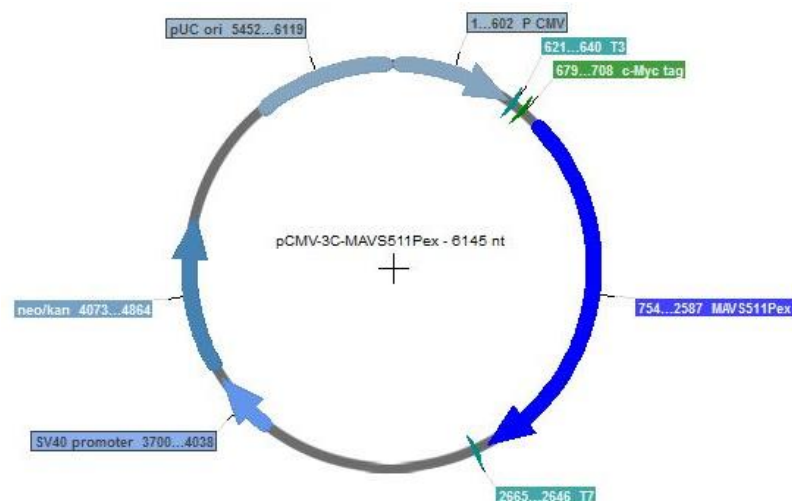 pUC ori 5452...6119
1...602 P CMV
621...640 T3
679...708 c-Myc tag
pCMV-3C-MAVS511Pex - 6145 nt
neo/kan 4073...4864
754...2587 MAVS511Pex
SV40 promoter 3700...4038
2665...2646 T7